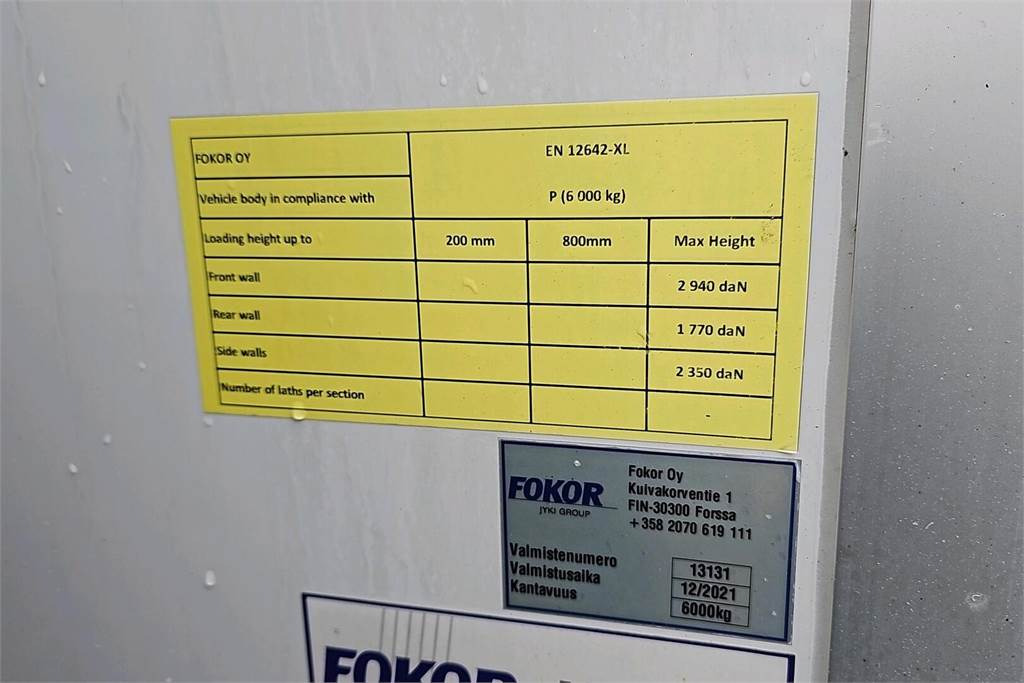 FOKOR OY EN 12642-XL
Vehicle body in compliance with P (6 000 kg)
Loading height up to 200 mm 800mm Max Height
Front wall 2 940 daN
Rear wall 1 770 daN
Side walls 2 350 daN
Number of laths per section -
FOKOR
JYKI GROUP
Fokor Oy
Kuivakorventie 1
FIN-30300 Forssa
+358 2070 619 111
Valmistenumero 13131
Valmistusaika 12/2021
Kantavuus 6000kg
FOKOR